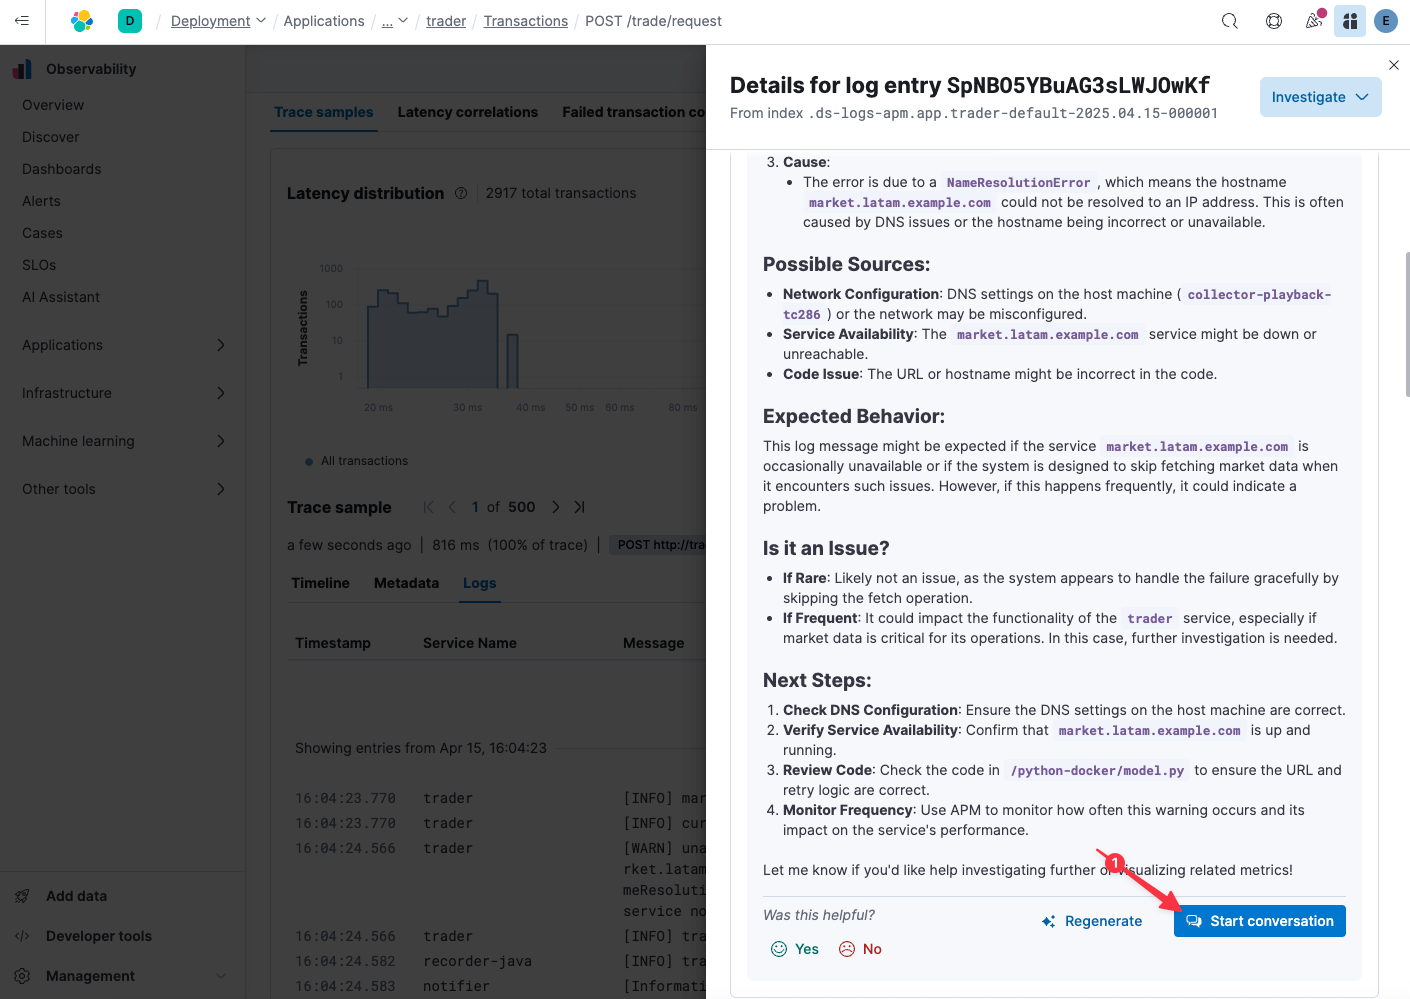 D / Deployment / Applications / ... / trader / Transactions / POST /trade/request E
Observability
Overview
Discover
Dashboards
Alerts
Cases
SLOs
AI Assistant
Applications
Infrastructure
Machine learning
Other tools
Add data
Developer tools
Management
Trace samples Latency correlations Failed transaction co
Latency distribution 2917 total transactions
Transactions
1000
100
10
1
20 ms 30 ms 40 ms 50 ms 60 ms 80 ms
All transactions
Trace sample 1 of 500
a few seconds ago | 816 ms (100% of trace) | POST http://tra
Timeline Metadata Logs
Timestamp Service Name Message
Showing entries from Apr 15, 16:04:23
16:04:23.770 trader [INFO] mar
16:04:23.770 trader [INFO] cur
16:04:24.566 trader [WARN] una
rket.latam
meResoluti
service no
16:04:24.566 trader [INFO] tra
16:04:24.582 recorder-java [INFO] tra
16:04:24.583 notifier [Informati
Details for log entry SpNBO5YBuAG3sLWJOwKf
From index .ds-logs-apm.app.trader-default-2025.04.15-000001
Investigate
3. Cause:
• The error is due to a NameResolutionError , which means the hostname
market.latam.example.com could not be resolved to an IP address. This is often
caused by DNS issues or the hostname being incorrect or unavailable.
Possible Sources:
• Network Configuration: DNS settings on the host machine ( collector-playback-
tc286 ) or the network may be misconfigured.
• Service Availability: The market.latam.example.com service might be down or
unreachable.
• Code Issue: The URL or hostname might be incorrect in the code.
Expected Behavior:
This log message might be expected if the service market.latam.example.com is
occasionally unavailable or if the system is designed to skip fetching market data when
it encounters such issues. However, if this happens frequently, it could indicate a
problem.
Is it an Issue?
• If Rare: Likely not an issue, as the system appears to handle the failure gracefully by
skipping the fetch operation.
• If Frequent: It could impact the functionality of the trader service, especially if
market data is critical for its operations. In this case, further investigation is needed.
Next Steps:
1. Check DNS Configuration: Ensure the DNS settings on the host machine are correct.
2. Verify Service Availability: Confirm that market.latam.example.com is up and
running.
3. Review Code: Check the code in /python-docker/model.py to ensure the URL and
retry logic are correct.
4. Monitor Frequency: Use APM to monitor how often this warning occurs and its
impact on the service's performance.
Let me know if you'd like help investigating further or visualizing related metrics!
1
Was this helpful?
Yes No
Regenerate
Start conversation